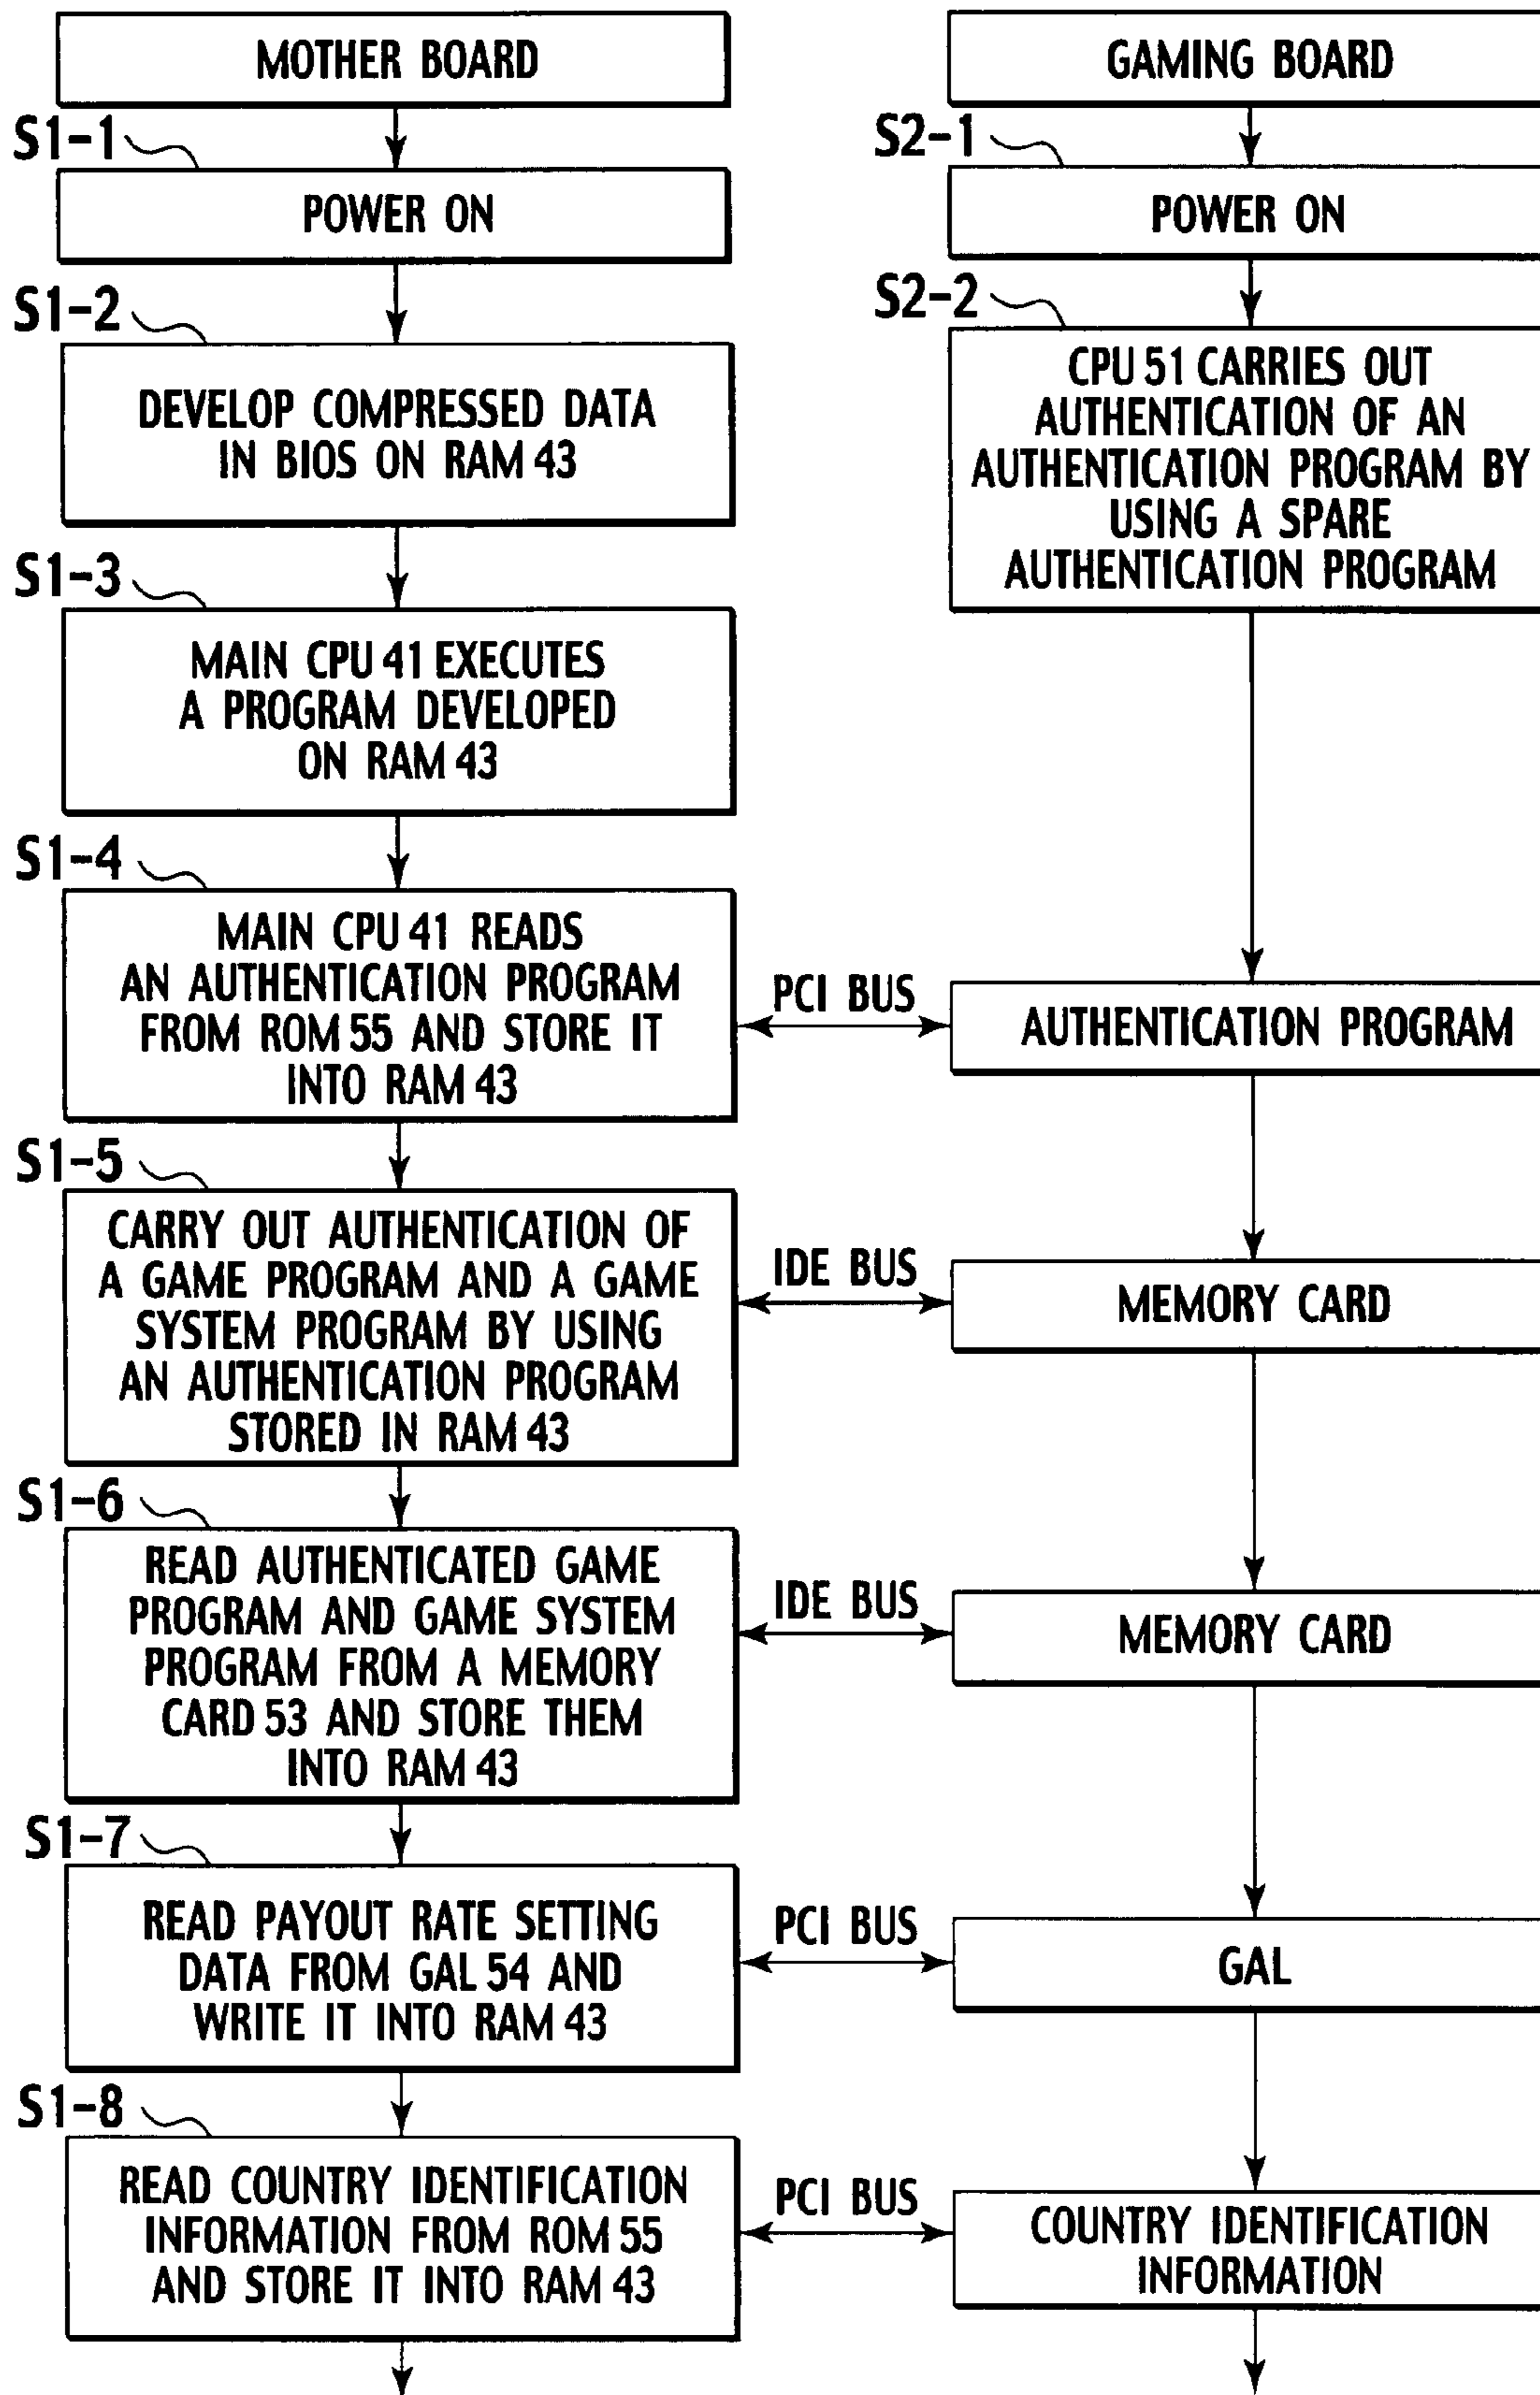 MOTHER BOARD
S1-1
POWER ON
S1-2
DEVELOP COMPRESSED DATA
IN BIOS ON RAM 43
S1-3
MAIN CPU 41 EXECUTES
A PROGRAM DEVELOPED
ON RAM 43
S1-4
MAIN CPU 41 READS
AN AUTHENTICATION PROGRAM
FROM ROM 55 AND STORE IT
INTO RAM 43
S1-5
CARRY OUT AUTHENTICATION OF
A GAME PROGRAM AND A GAME
SYSTEM PROGRAM BY USING
AN AUTHENTICATION PROGRAM
STORED IN RAM 43
S1-6
READ AUTHENTICATED GAME
PROGRAM AND GAME SYSTEM
PROGRAM FROM A MEMORY
CARD 53 AND STORE THEM
INTO RAM 43
S1-7
READ PAYOUT RATE SETTING
DATA FROM GAL 54 AND
WRITE IT INTO RAM 43
S1-8
READ COUNTRY IDENTIFICATION
INFORMATION FROM ROM 55
AND STORE IT INTO RAM 43
PCI BUS
IDE BUS
IDE BUS
PCI BUS
PCI BUS
GAMING BOARD
S2-1
POWER ON
S2-2
CPU 51 CARRIES OUT
AUTHENTICATION OF AN
AUTHENTICATION PROGRAM BY
USING A SPARE
AUTHENTICATION PROGRAM
AUTHENTICATION PROGRAM
MEMORY CARD
MEMORY CARD
GAL
COUNTRY IDENTIFICATION
INFORMATION